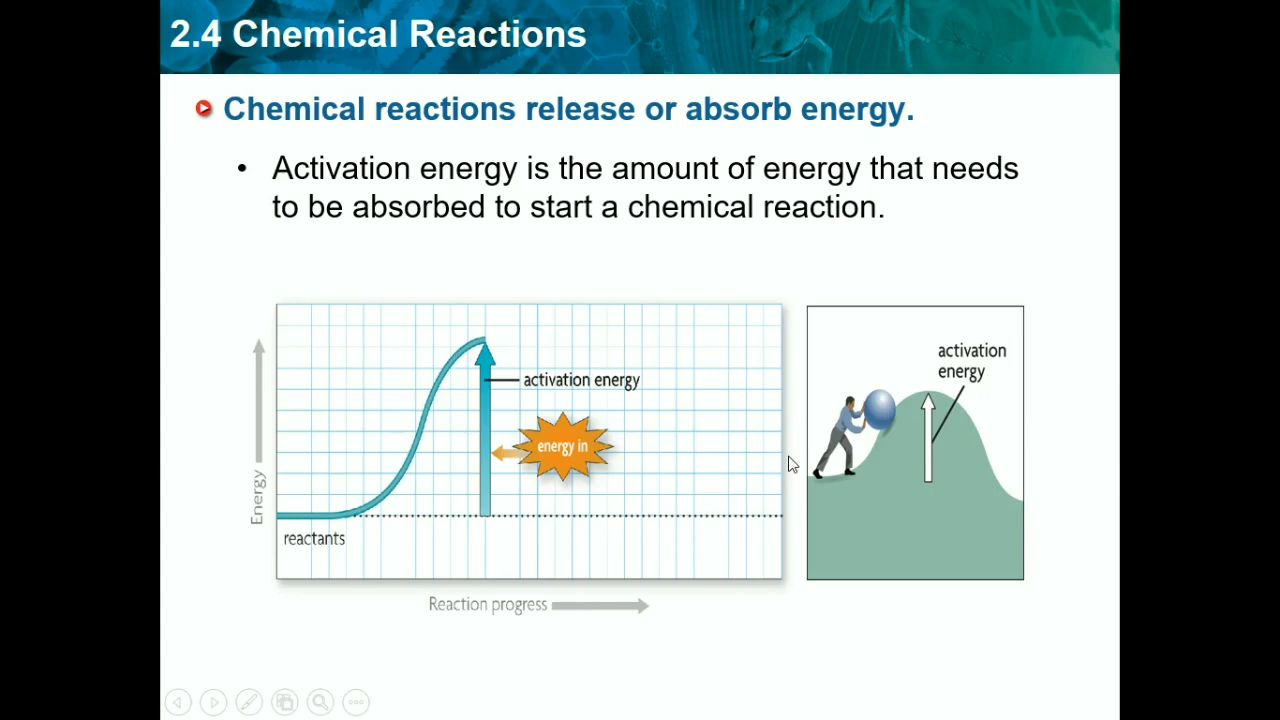 2.4 Chemical Reactions
Chemical reactions release or absorb energy.
• Activation energy is the amount of energy that needs
to be absorbed to start a chemical reaction.
Energy
activation energy
energy in
reactants
Reaction progress
activation
energy